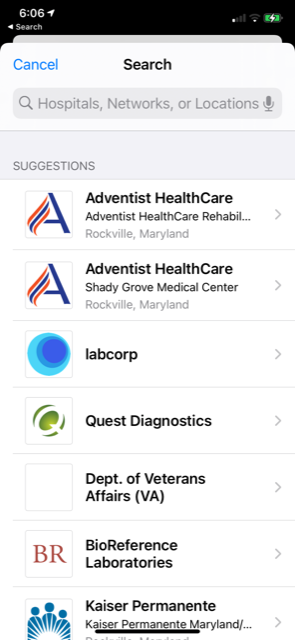 6:06
Search
Cancel
Search
Hospitals, Networks, or Locations
SUGGESTIONS
Adventist HealthCare
Adventist HealthCare Rehabil...
Rockville, Maryland
Adventist HealthCare
Shady Grove Medical Center
Rockville, Maryland
labcorp
Quest Diagnostics
Dept. of Veterans
Affairs (VA)
BR
BioReference
Laboratories
Kaiser Permanente
Kaiser Permanente Maryland/...